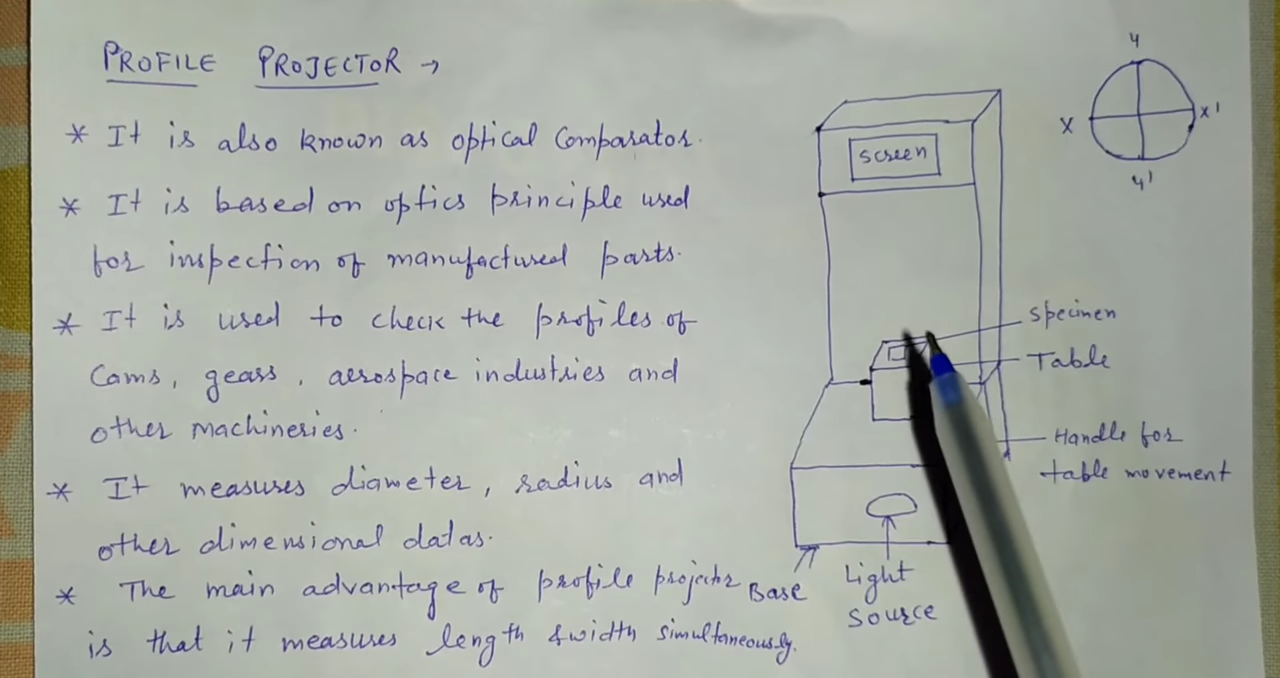 PROFILE PROJECTOR →
* It is also known as optical Comparator.
* It is based on optics principle used
for inspection of manufactured parts.
* It is used to check the profiles of
Cams, gears, aerospace industries and
other machineries.
* It measures diameter, radius and
other dimensional datas.
* The main advantage of profile projector
is that it measures length & width simultaneously.
Screen
Specimen
Table
Handle for
table movement
Base
Light
Source
y
X
X'
y'